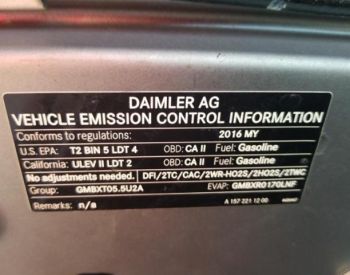 DAIMLER AG
VEHICLE EMISSION CONTROL INFORMATION
Conforms to regulations: 2016 MY
U.S. EPA: T2 BIN 5 LDT 4 OBD: CA II Fuel: Gasoline
California: ULEV II LDT 2 OBD: CA II Fuel: Gasoline
No adjustments needed. DFI/2TC/CAC/2WR-HO2S/2HO2S/2TWC
Group: GMBXT05.5U2A EVAP: GMBXR0170LNF
Remarks: n/a A 157 221 12 00